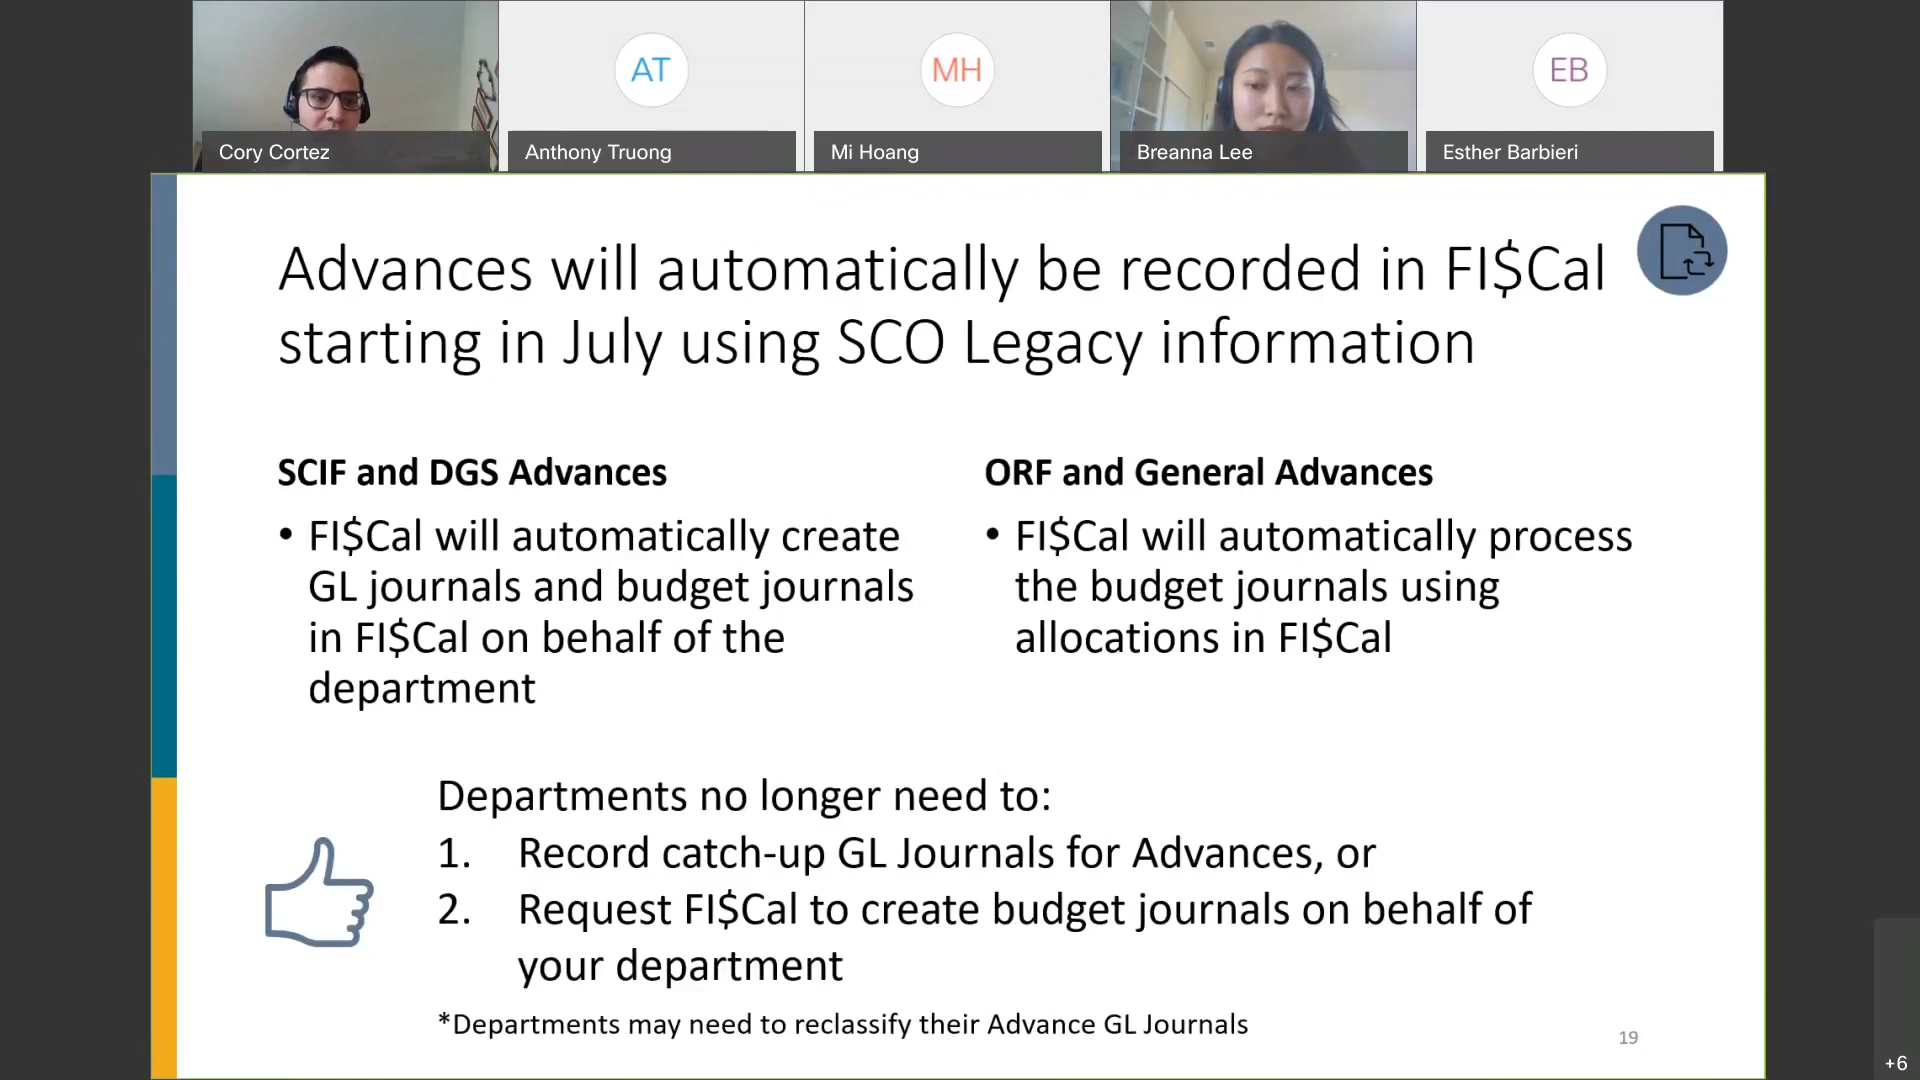 AT
MH
EB
Cory Cortez
Anthony Truong
Mi Hoang
Breanna Lee
Esther Barbieri
Advances will automatically be recorded in FI$Cal
starting in July using SCO Legacy information
SCIF and DGS Advances
• FI$Cal will automatically create
GL journals and budget journals
in FI$Cal on behalf of the
department
ORF and General Advances
• FI$Cal will automatically process
the budget journals using
allocations in FI$Cal
Departments no longer need to:
1. Record catch-up GL Journals for Advances, or
2. Request FI$Cal to create budget journals on behalf of
your department
*Departments may need to reclassify their Advance GL Journals
19
+6